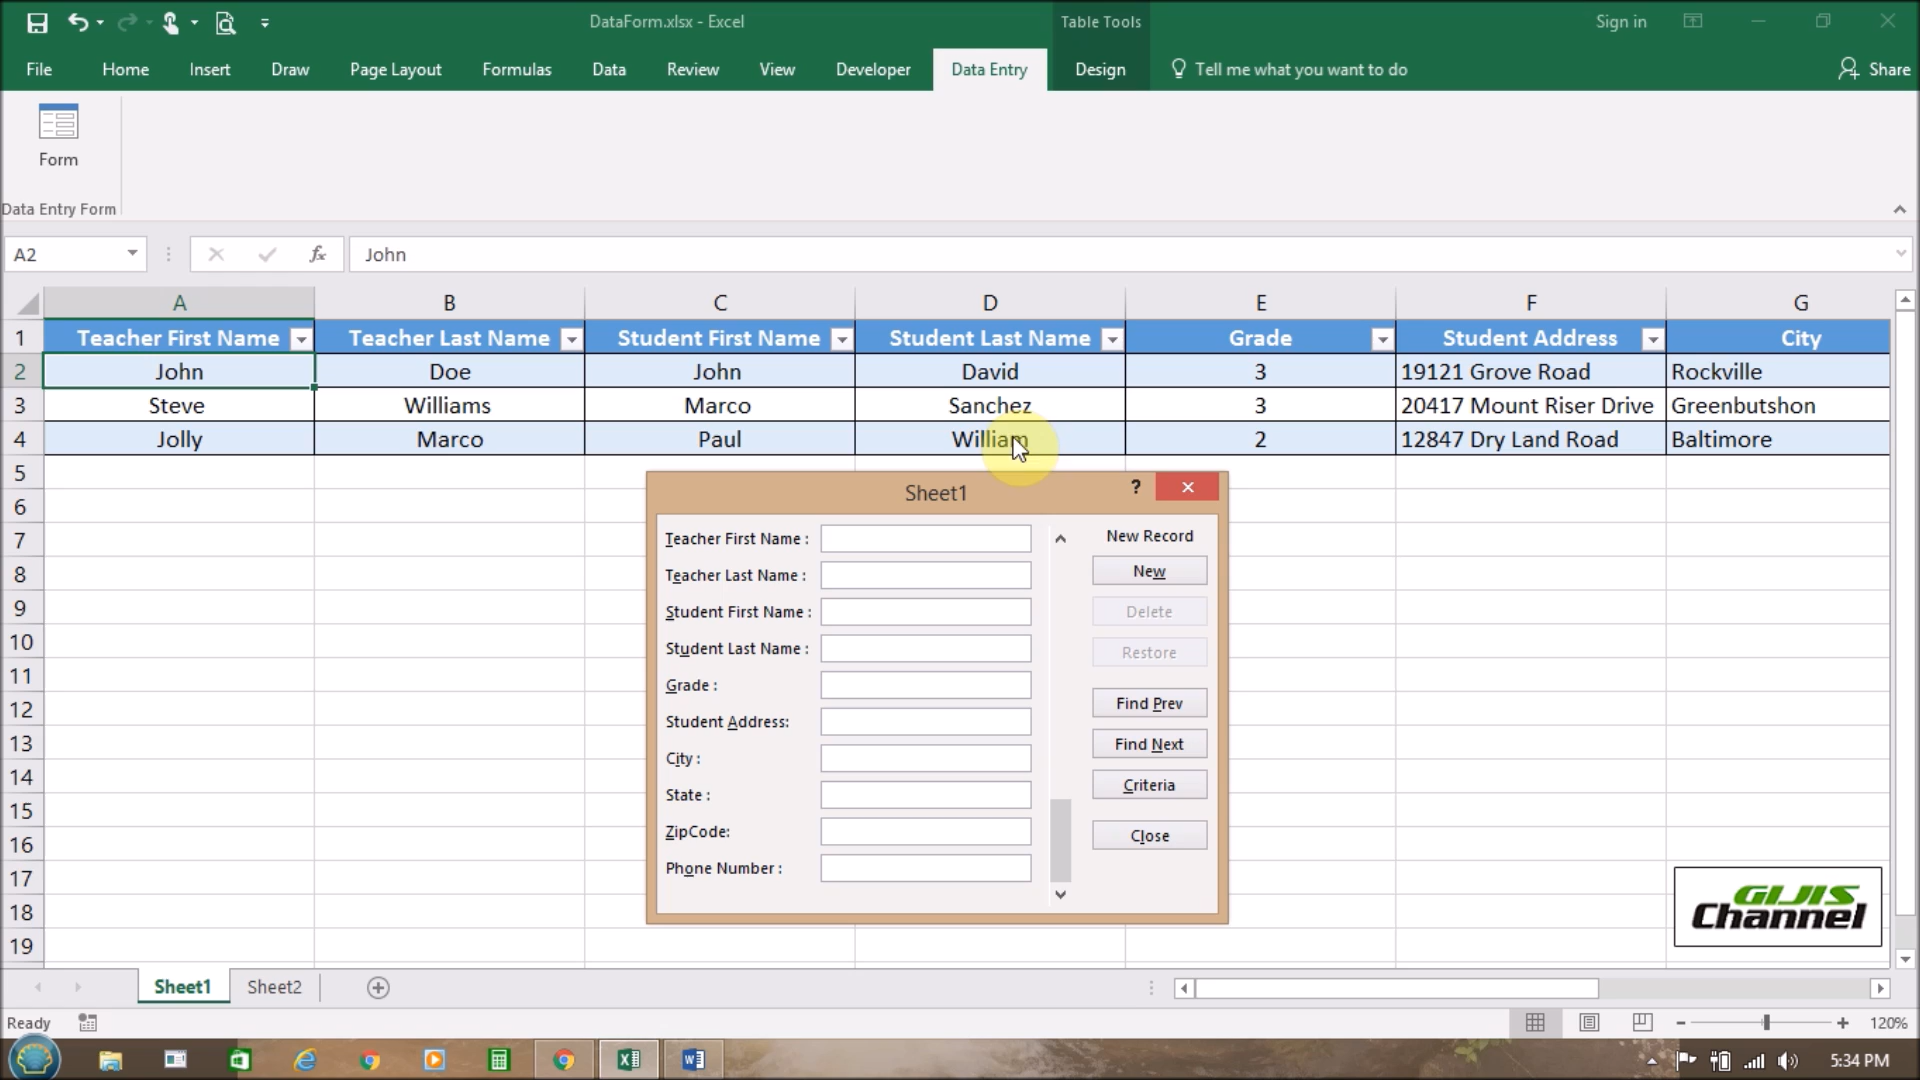 DataForm.xlsx - Excel
Table Tools
Sign in
File Home Insert Draw Page Layout Formulas Data Review View Developer Data Entry Design Tell me what you want to do Share
Form
Data Entry Form
A2 fx John
A B C D E F G
1 Teacher First Name Teacher Last Name Student First Name Student Last Name Grade Student Address City
2 John Doe John David 3 19121 Grove Road Rockville
3 Steve Williams Marco Sanchez 3 20417 Mount Riser Drive Greenbutshon
4 Jolly Marco Paul William 2 12847 Dry Land Road Baltimore
5
6
7
8
9
10
11
12
13
14
15
16
17
18
19
Sheet1 ?
Teacher First Name : New Record
Teacher Last Name : New
Student First Name : Delete
Student Last Name : Restore
Grade : Find Prev
Student Address: Find Next
City : Criteria
State :
ZipCode: Close
Phone Number :
GIJIS
Channel
Sheet1 Sheet2
Ready 120%
5:34 PM